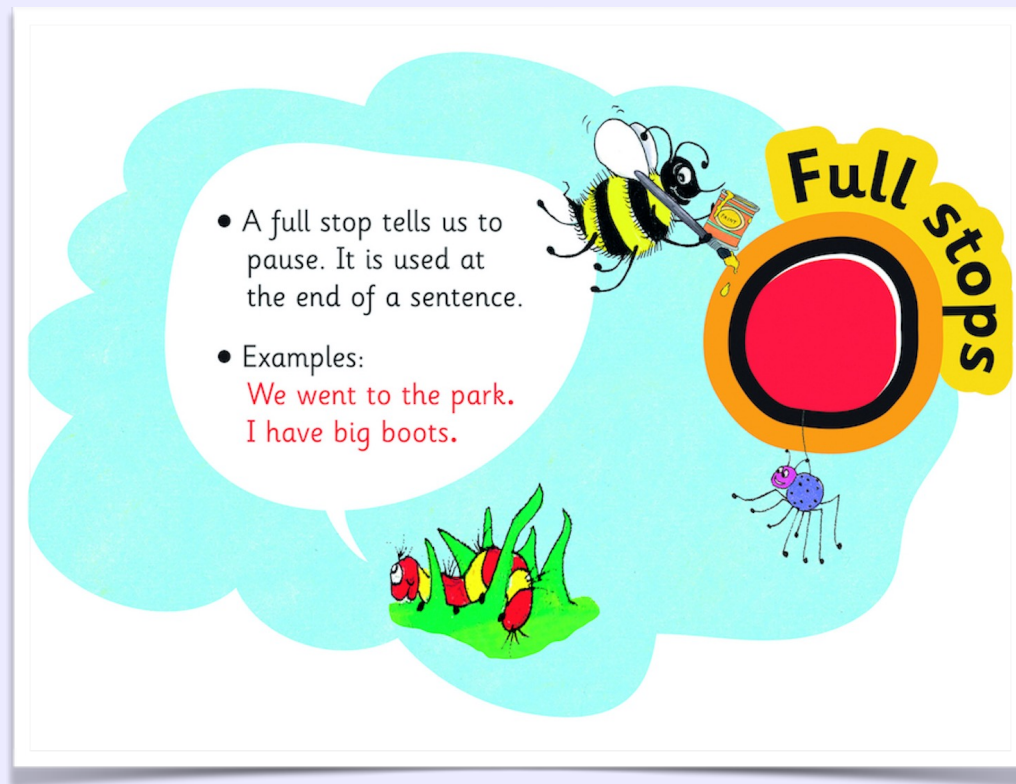 Full stops
• A full stop tells us to
pause. It is used at
the end of a sentence.
• Examples:
We went to the park.
I have big boots.
PAINT